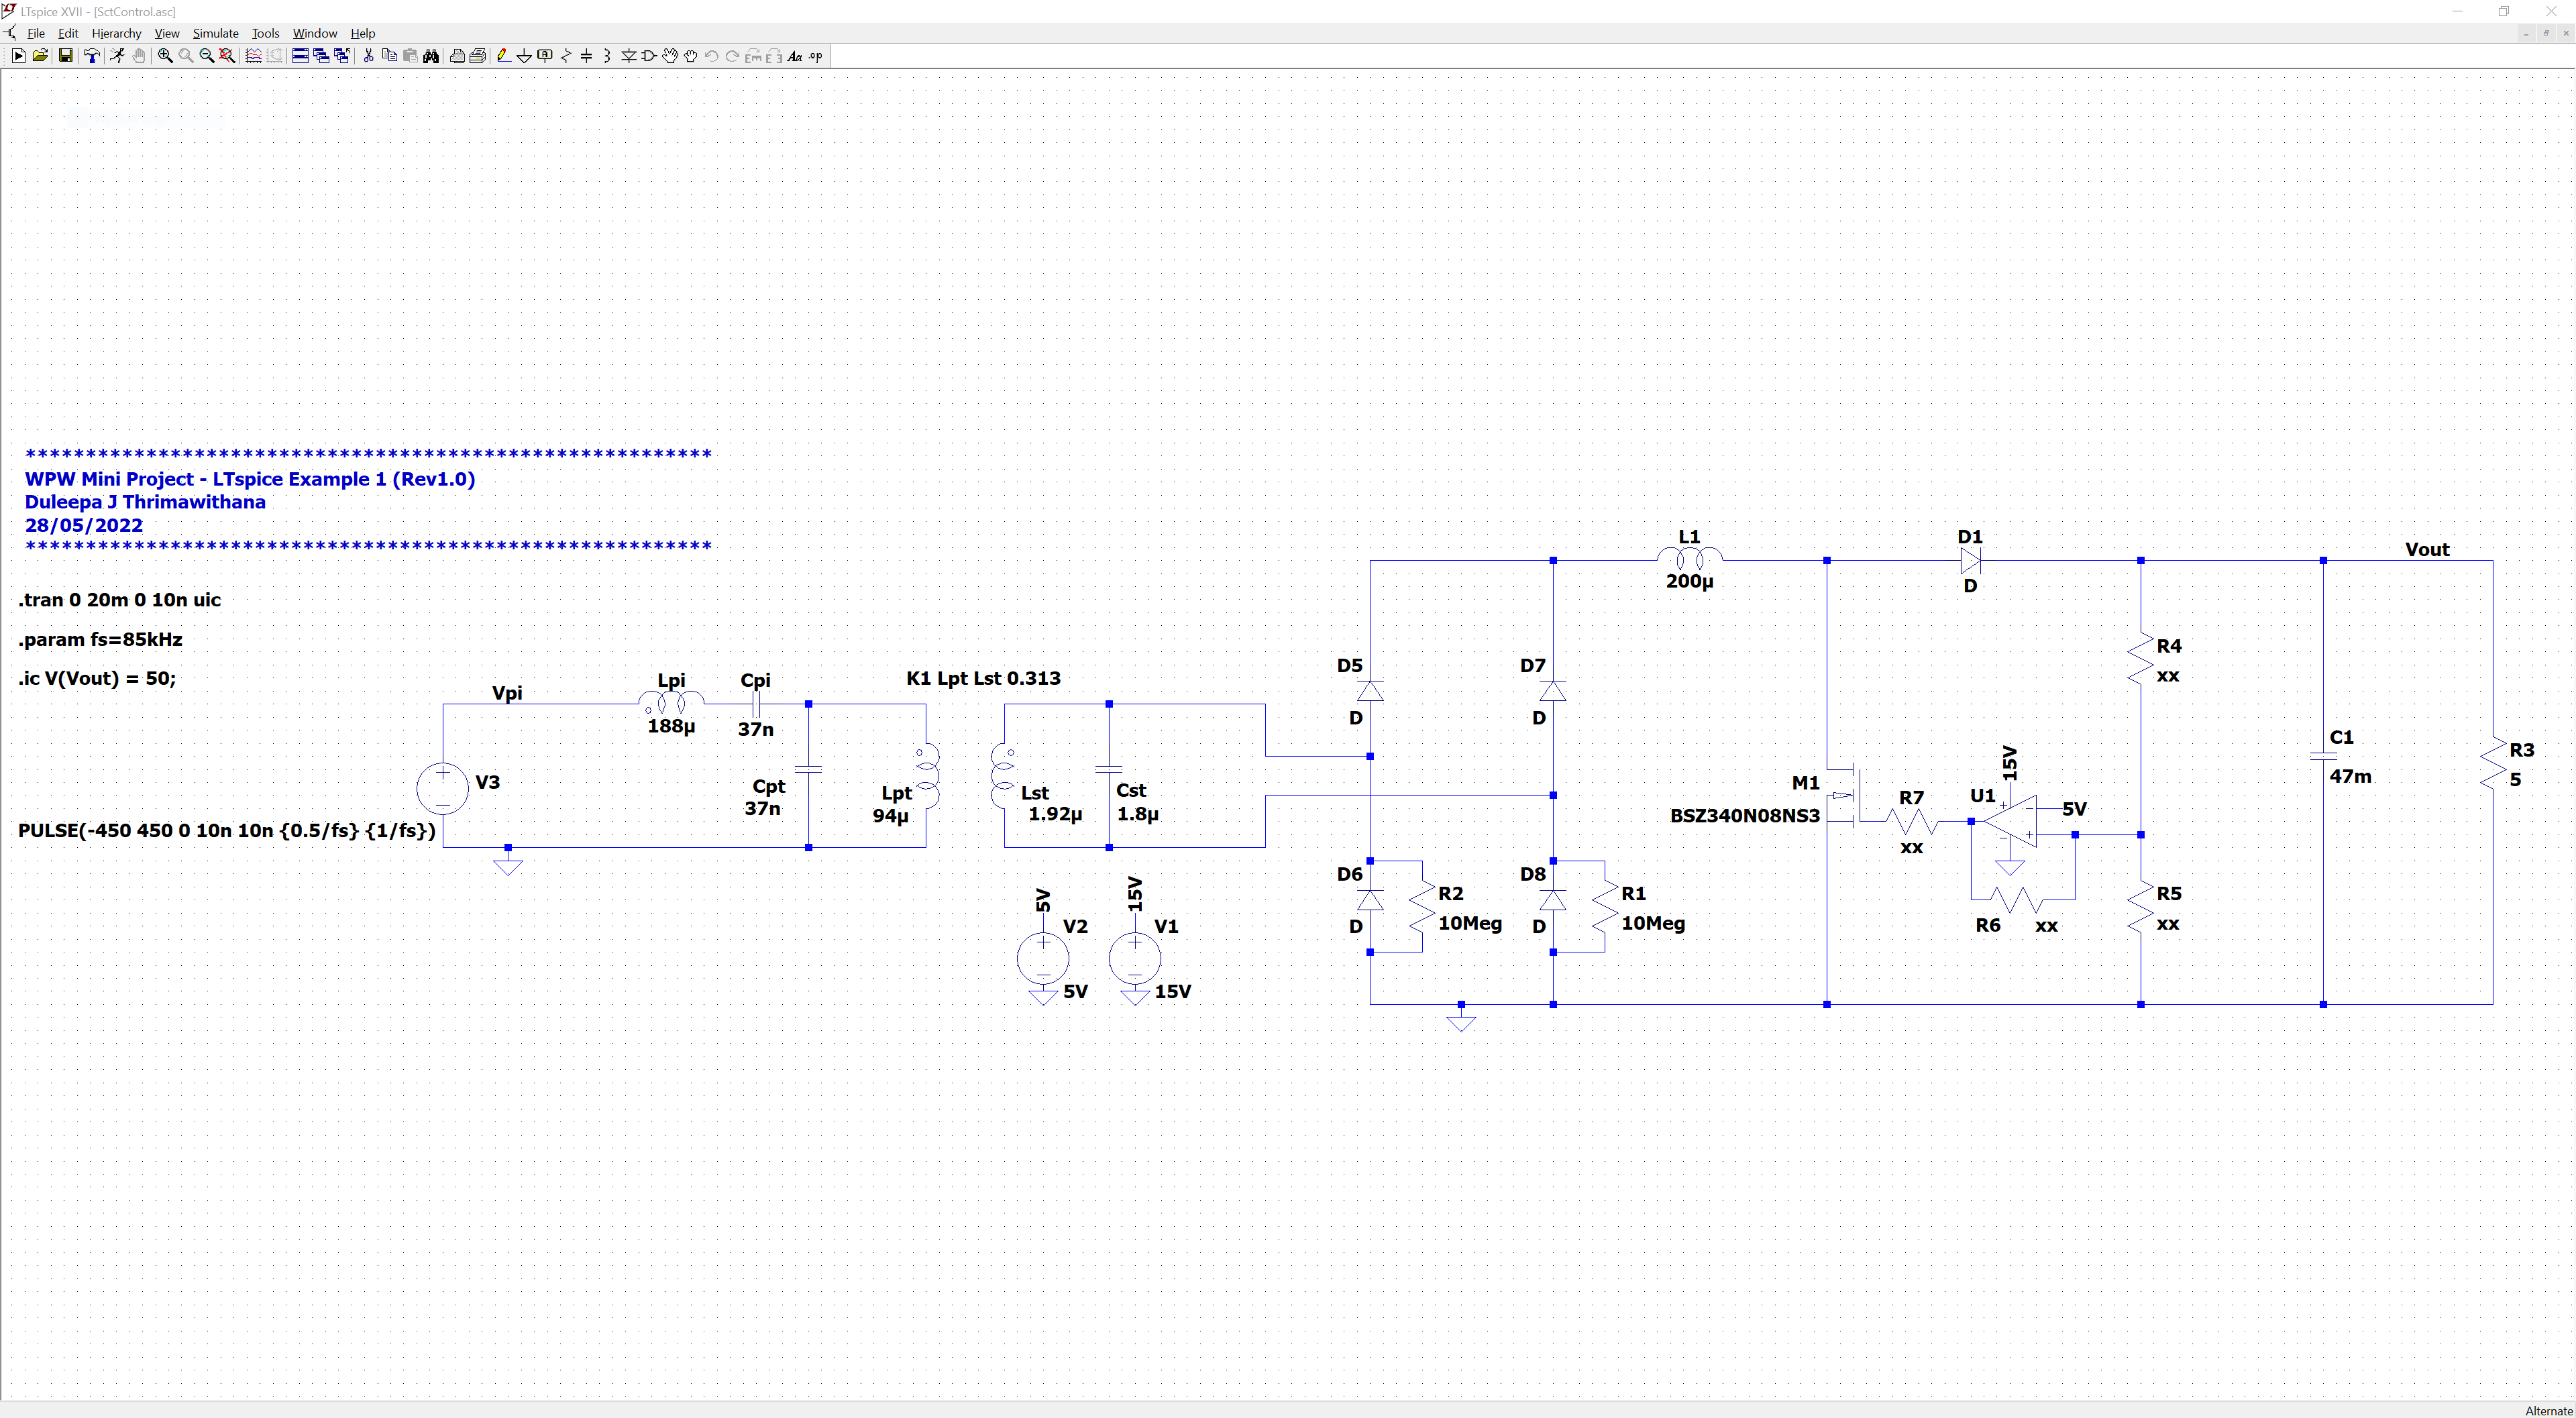 LTspice XVII - [SctControl.asc]
File Edit Hierarchy View Simulate Tools Window Help
*********************************************************
WPW Mini Project - LTspice Example 1 (Rev1.0)
Duleepa J Thrimawithana
28/05/2022
*********************************************************
.tran 0 20m 0 10n uic
.param fs=85kHz
.ic V(Vout) = 50;
Vpi
Lpi
188µ
Cpi
37n
K1 Lpt Lst 0.313
V3
PULSE(-450 450 0 10n 10n {0.5/fs} {1/fs})
Cpt
37n
Lpt
94µ
Lst
1.92µ
Cst
1.8µ
5V
V2
5V
15V
V1
15V
D5
D
D7
D
D6
D
R2
10Meg
D8
D
R1
10Meg
L1
200µ
D1
D
M1
BSZ340N08NS3
R7
xx
U1
15V
5V
R6
xx
R4
xx
R5
xx
Vout
C1
47m
R3
5
Alternate